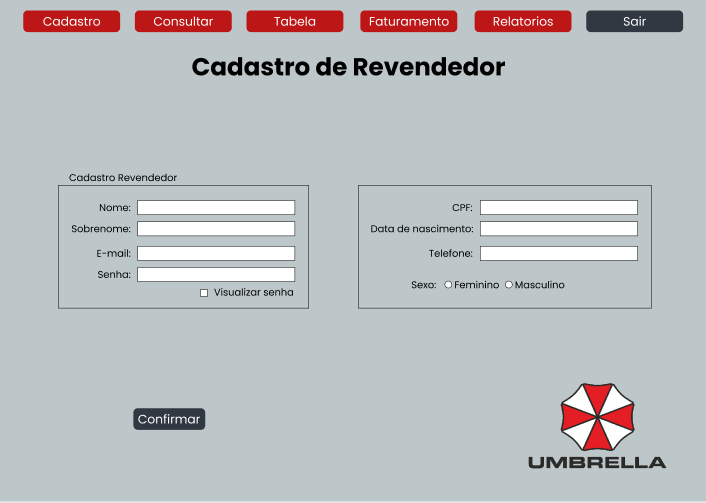 Cadastro Consultar Tabela Faturamento Relatorios Sair
Cadastro de Revendedor
Cadastro Revendedor
Nome:
Sobrenome:
E-mail:
Senha:
Visualizar senha
CPF:
Data de nascimento:
Telefone:
Sexo: Feminino Masculino
Confirmar
UMBRELLA